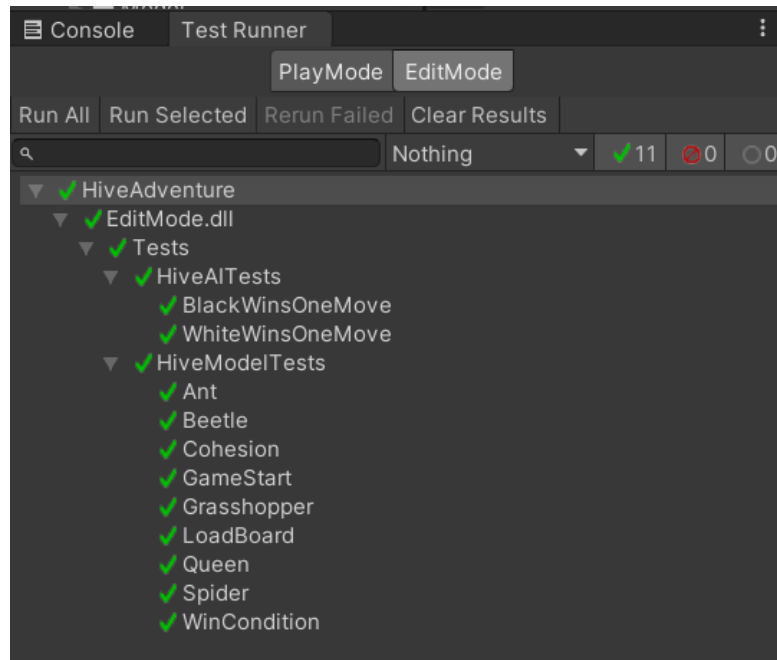 Console Test Runner
PlayMode EditMode
Run All Run Selected Rerun Failed Clear Results
Nothing 11 0 0
HiveAdventure
EditMode.dll
Tests
HiveAITests
BlackWinsOneMove
WhiteWinsOneMove
HiveModelTests
Ant
Beetle
Cohesion
GameStart
Grasshopper
LoadBoard
Queen
Spider
WinCondition